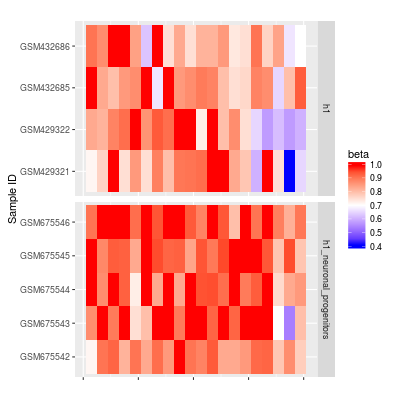 GSM432686
GSM432685
GSM429322
GSM429321
h1
GSM675546
GSM675545
GSM675544
GSM675543
GSM675542
h1_neuronal_progenitors
Sample ID
beta
1.0
0.9
0.8
0.7
0.6
0.5
0.4